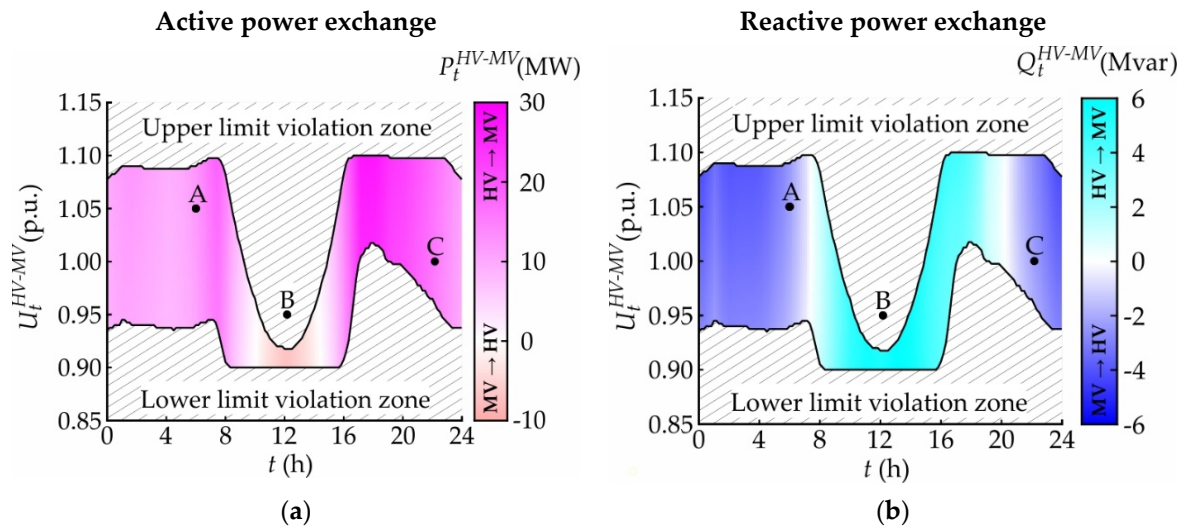 Active power exchange
P_t^{HV-MV}(MW)
1.15
1.10
1.05
1.00
0.95
0.90
0.85
U_t^{HV-MV}(p.u.)
Upper limit violation zone
A
B
C
Lower limit violation zone
0
4
8
12
16
20
24
t (h)
30
20
10
0
-10
HV → MV
MV → HV
(a)
Reactive power exchange
Q_t^{HV-MV}(Mvar)
1.15
1.10
1.05
1.00
0.95
0.90
0.85
U_t^{HV-MV}(p.u.)
Upper limit violation zone
A
B
C
Lower limit violation zone
0
4
8
12
16
20
24
t (h)
6
4
2
0
-2
-4
-6
HV → MV
MV → HV
(b)